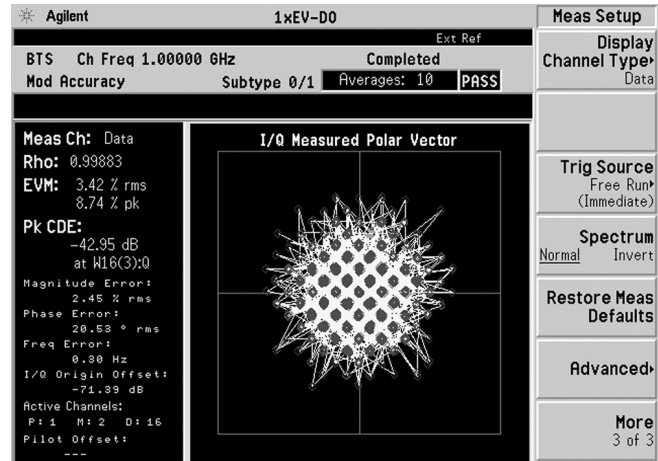 Agilent
1xEV-DO
Meas Setup
Ext Ref
BTS Ch Freq 1.00000 GHz
Completed
Mod Accuracy
Subtype 0/1
Averages: 10
PASS
Meas Ch: Data
Rho: 0.99883
EVM: 3.42 % rms
8.74 % pk
Pk CDE:
-42.95 dB
at W16(3):Q
Magnitude Error:
2.45 % rms
Phase Error:
20.53 ° rms
Freq Error:
0.30 Hz
I/Q Origin Offset:
-71.39 dB
Active Channels:
P: 1 M: 2 D: 16
Pilot Offset:
---
I/Q Measured Polar Vector
Display
Channel Type
Data
Trig Source
Free Run
(Immediate)
Spectrum
Normal Invert
Restore Meas
Defaults
Advanced
More
3 of 3